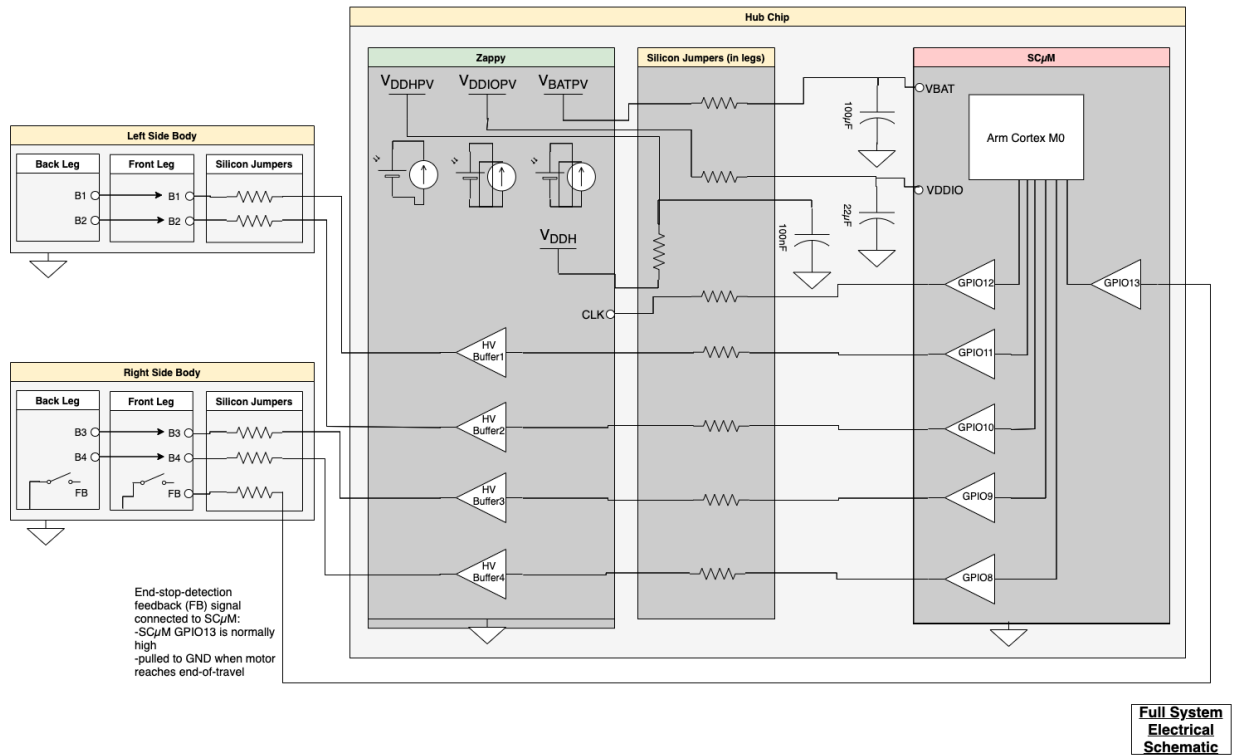 Hub Chip
Zappy
Silicon Jumpers (in legs)
SCμM
VDDHPV
VDDIOPV
VBATPV
VBAT
100μF
Arm Cortex M0
VDDIO
22μF
100nF
VDDH
CLK
Left Side Body
Back Leg
Front Leg
Silicon Jumpers
B1
B1
B2
B2
GPIO12
GPIO13
HV
Buffer1
GPIO11
Right Side Body
Back Leg
Front Leg
Silicon Jumpers
B3
B3
B4
B4
FB
FB
HV
Buffer2
GPIO10
HV
Buffer3
GPIO9
HV
Buffer4
GPIO8
End-stop-detection
feedback (FB) signal
connected to SCμM:
-SCμM GPIO13 is normally
high
-pulled to GND when motor
reaches end-of-travel
Full System
Electrical
Schematic